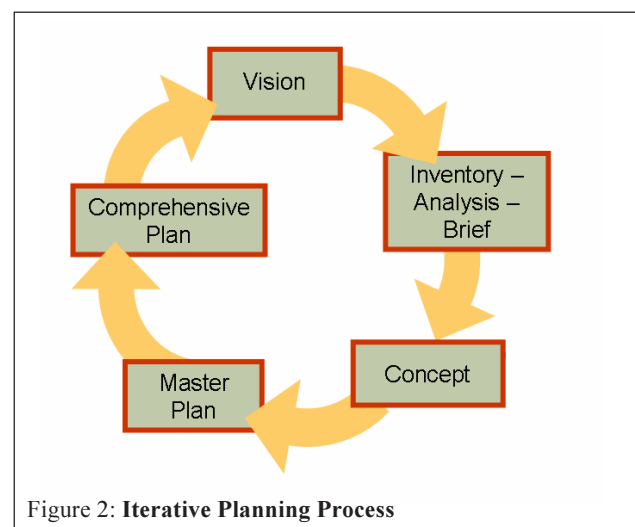 Vision
Inventory –
Analysis –
Brief
Concept
Master
Plan
Comprehensive
Plan
Figure 2: Iterative Planning Process